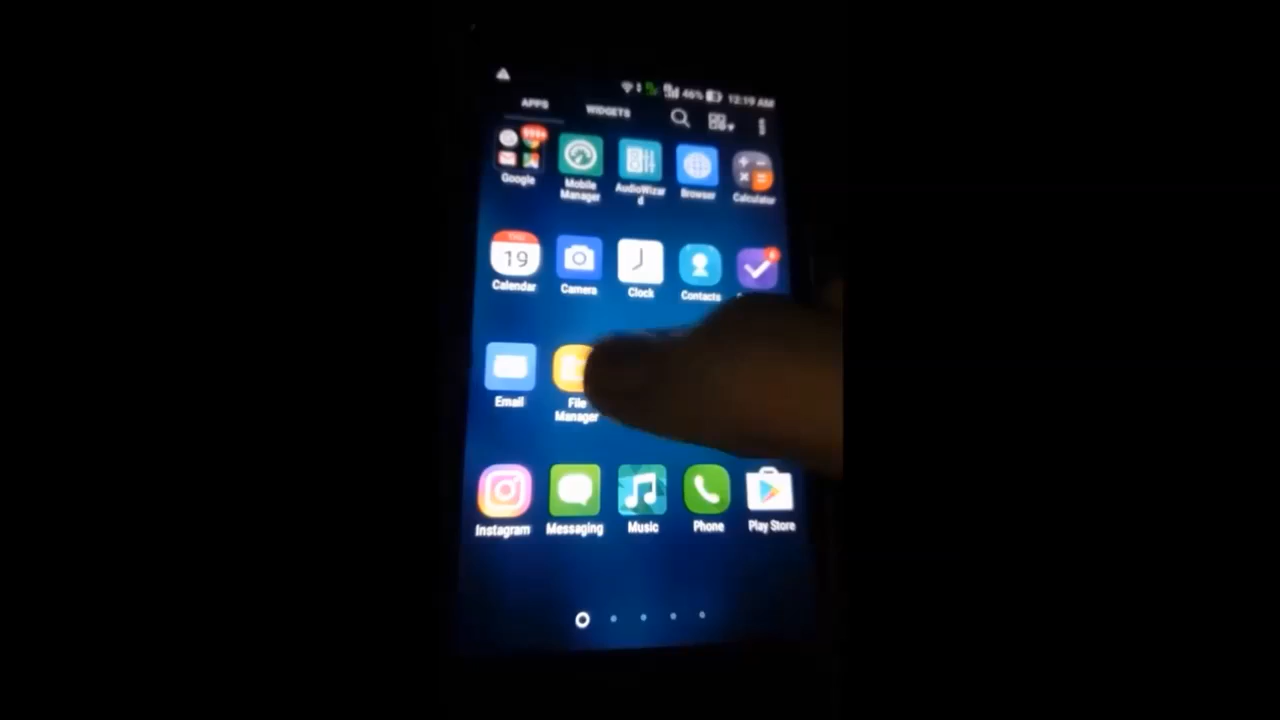 46% 12:19 AM
APPS WIDGETS
Google Mobile Manager AudioWizar d Browser Calculator
19
Calendar Camera Clock Contacts
Email File Manager
Instagram Messaging Music Phone Play Store